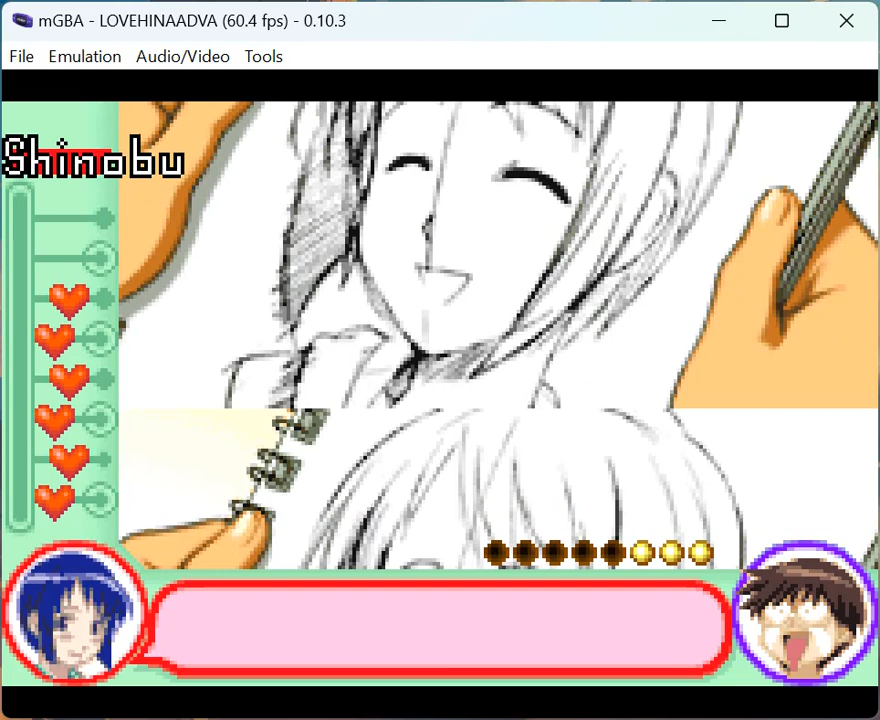 mGBA - LOVEHINAADVA (60.4 fps) - 0.10.3
File Emulation Audio/Video Tools
Shinobu